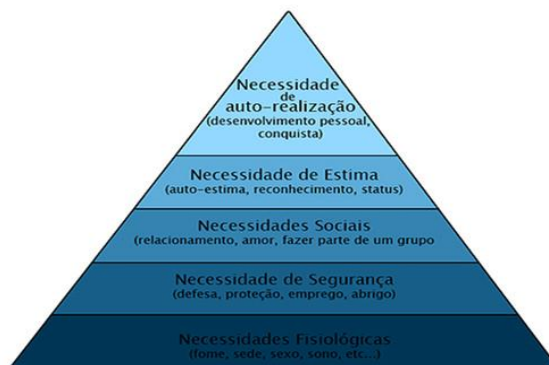 Necessidade
de
auto-realização
(desenvolvimento pessoal,
conquista)
Necessidade de Estima
(auto-estima, reconhecimento, status)
Necessidades Sociais
(relacionamento, amor, fazer parte de um grupo
Necessidade de Segurança
(defesa, proteção, emprego, abrigo)
Necessidades Fisiológicas
(fome, sede, sexo, sono, etc...)